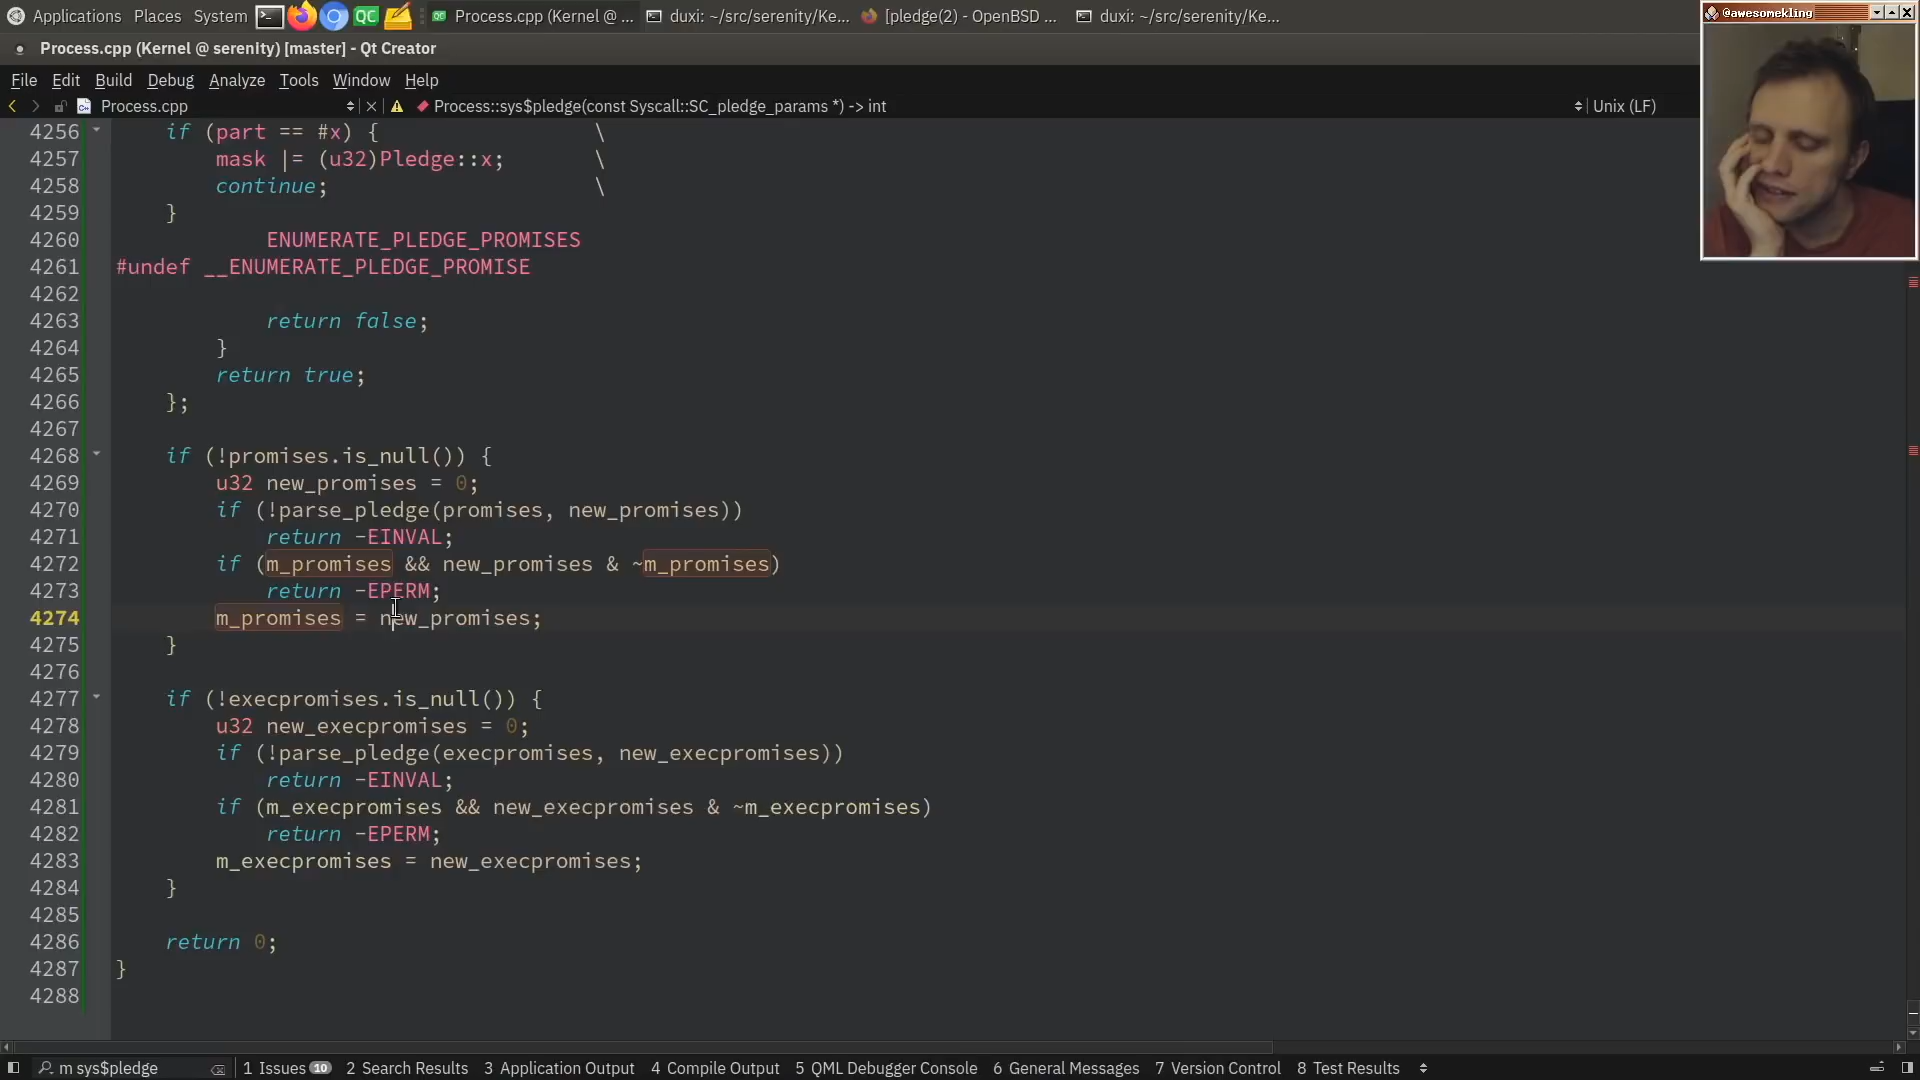 Applications Places System QC Process.cpp (Kernel @ ... duxi: ~/src/serenity/Ke... [pledge(2) - OpenBSD ... duxi: ~/src/serenity/Ke...
@awesomekling
Process.cpp (Kernel @ serenity) [master] - Qt Creator
File Edit Build Debug Analyze Tools Window Help
Process.cpp Process::sys$pledge(const Syscall::SC_pledge_params *) -> int Unix (LF)
4256 if (part == #x) { \
4257 mask |= (u32)Pledge::x; \
4258 continue; \
4259 }
4260 ENUMERATE_PLEDGE_PROMISES
4261 #undef __ENUMERATE_PLEDGE_PROMISE
4262
4263 return false;
4264 }
4265 return true;
4266 };
4267
4268 if (!promises.is_null()) {
4269 u32 new_promises = 0;
4270 if (!parse_pledge(promises, new_promises))
4271 return -EINVAL;
4272 if (m_promises && new_promises & ~m_promises)
4273 return -EPERM;
4274 m_promises = new_promises;
4275 }
4276
4277 if (!execpromises.is_null()) {
4278 u32 new_execpromises = 0;
4279 if (!parse_pledge(execpromises, new_execpromises))
4280 return -EINVAL;
4281 if (m_execpromises && new_execpromises & ~m_execpromises)
4282 return -EPERM;
4283 m_execpromises = new_execpromises;
4284 }
4285
4286 return 0;
4287 }
4288
m sys$pledge 1 Issues 10 2 Search Results 3 Application Output 4 Compile Output 5 QML Debugger Console 6 General Messages 7 Version Control 8 Test Results